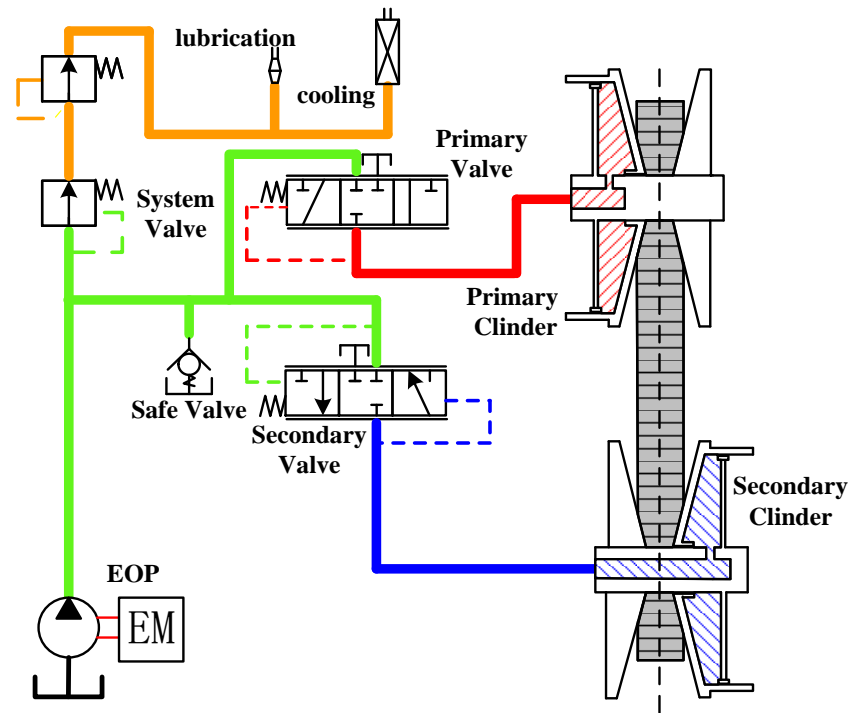 lubrication
cooling
Primary
Valve
System
Valve
Primary
Clinder
Safe Valve
Secondary
Valve
Secondary
Clinder
EOP
EM